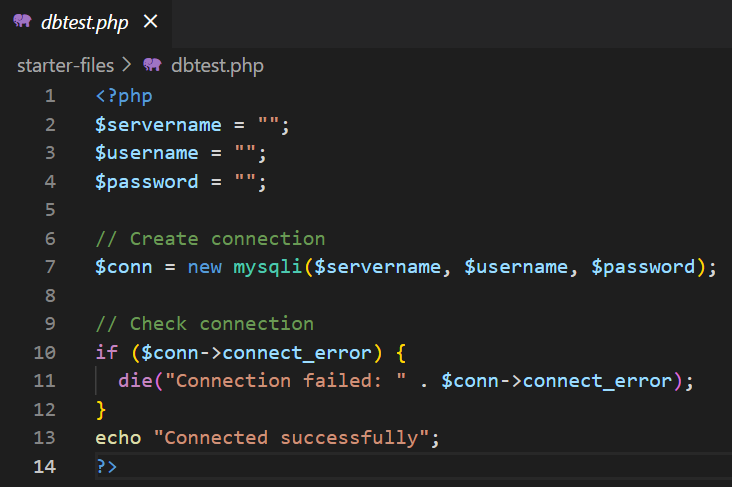 dbtest.php ×
starter-files > dbtest.php
1 <?php
2 $servername = "";
3 $username = "";
4 $password = "";
5
6 // Create connection
7 $conn = new mysqli($servername, $username, $password);
8
9 // Check connection
10 if ($conn->connect_error) {
11   die("Connection failed: " . $conn->connect_error);
12 }
13 echo "Connected successfully";
14 ?>